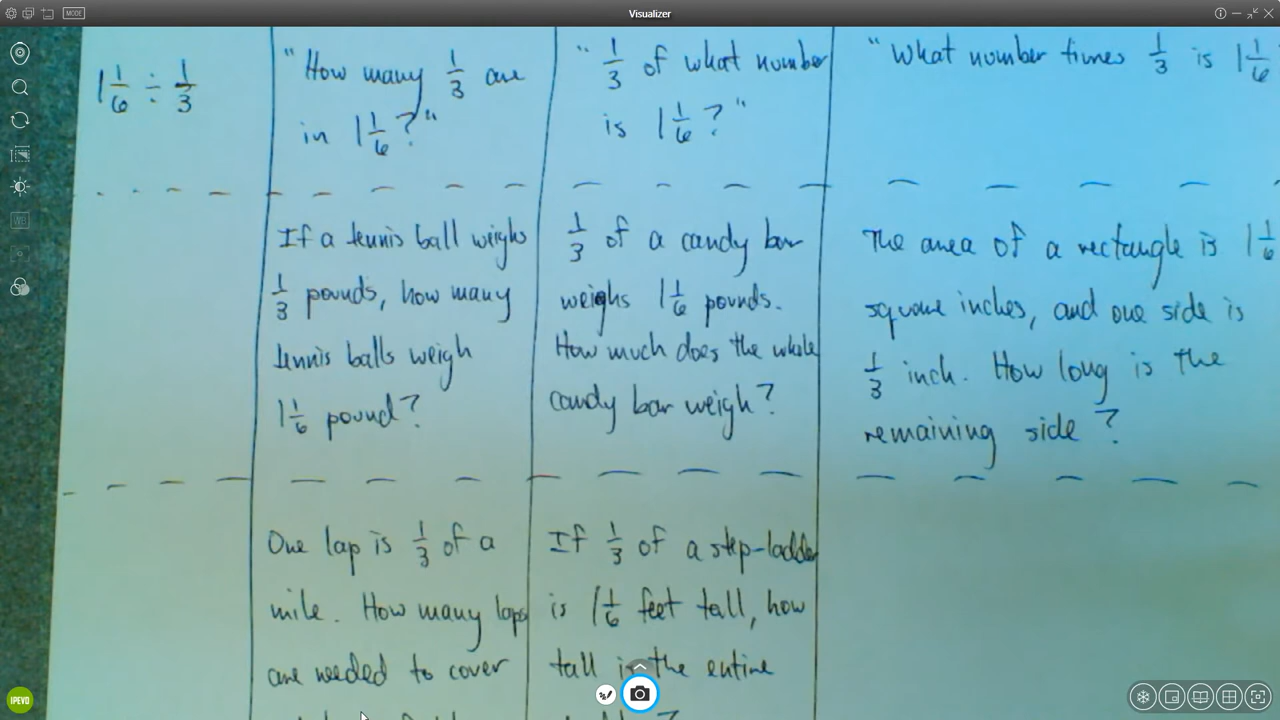 MODE
Visualizer
1 1/6 ÷ 1/3
"How many 1/3 are
in 1 1/6 ?"
" 1/3 of what number
is 1 1/6 ?"
"What number times 1/3 is 1 1/6
If a tennis ball weighs
1/3 pounds, how many
tennis balls weigh
1 1/6 pound?
1/3 of a candy bar
weighs 1 1/6 pounds.
How much does the whole
candy bar weigh?
The area of a rectangle is 1 1/6
square inches, and one side is
1/3 inch. How long is the
remaining side?
One lap is 1/3 of a
mile. How many laps
are needed to cover
If 1/3 of a step-ladder
is 1 1/6 feet tall, how
tall is the entire
IPEVO